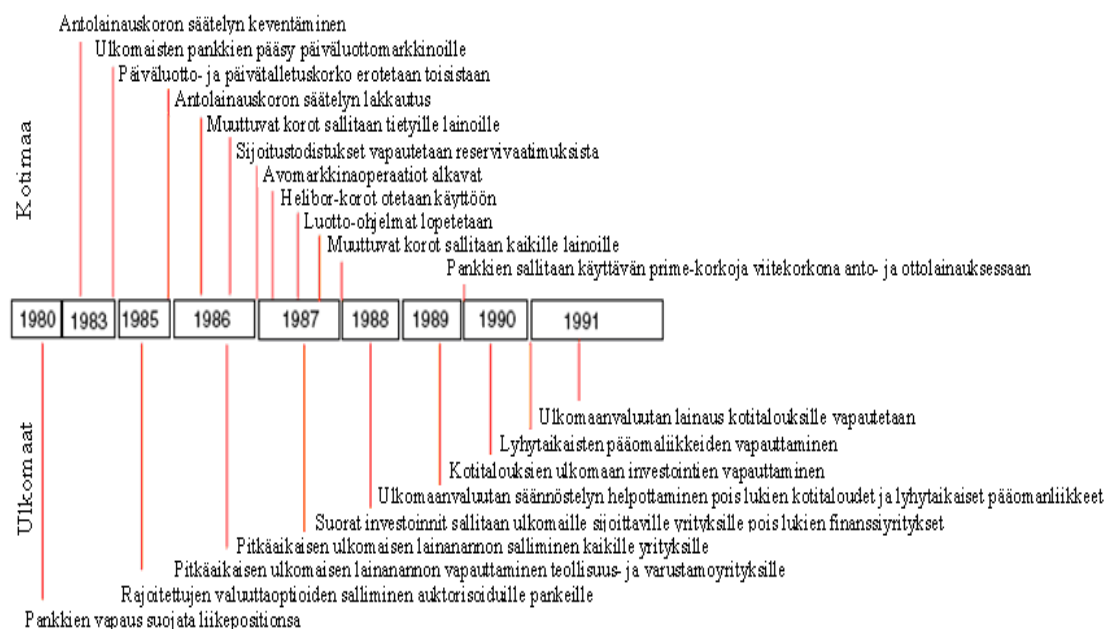 Antolainauskoron säätelyn keventäminen
Ulkomaisten pankkien pääsy päiväluottomarkkinoille
Päiväluotto- ja päivätalletuskorko erotetaan toisistaan
Antolainauskoron säätelyn lakkautus
Muuttuvat korot sallitaan tietyille lainoille
Sijoitustodistukset vapautetaan reservivaatimuksista
Avomarkkinaoperaatiot alkavat
Helibor-korot otetaan käyttöön
Luotto-ohjelmat lopetetaan
Muuttuvat korot sallitaan kaikille lainoille
Pankkien sallitaan käyttävän prime-korkoja viitekorkona anto- ja ottolainauksessaan
Kotimaa
1980 1983 1985 1986 1987 1988 1989 1990 1991
Ulkomaat
Ulkomaanvaluutan lainaus kotitalouksille vapautetaan
Lyhytaikaisten pääomaliikkeiden vapauttaminen
Kotitalouksien ulkomaan investointien vapauttaminen
Ulkomaanvaluutan säännöstelyn helpottaminen pois lukien kotitaloudet ja lyhytaikaiset pääomanliikkeet
Suorat investoinnit sallitaan ulkomaille sijoittaville yrityksille pois lukien finanssiyritykset
Pitkäaikaisen ulkomaisen lainanannon salliminen kaikille yrityksille
Pitkäaikaisen ulkomaisen lainanannon vapauttaminen teollisuus- ja varustamoyrityksille
Rajoitettujen valuuttaoptioiden salliminen auktorisoiduille pankeille
Pankkien vapaus suojata liikepositionsa